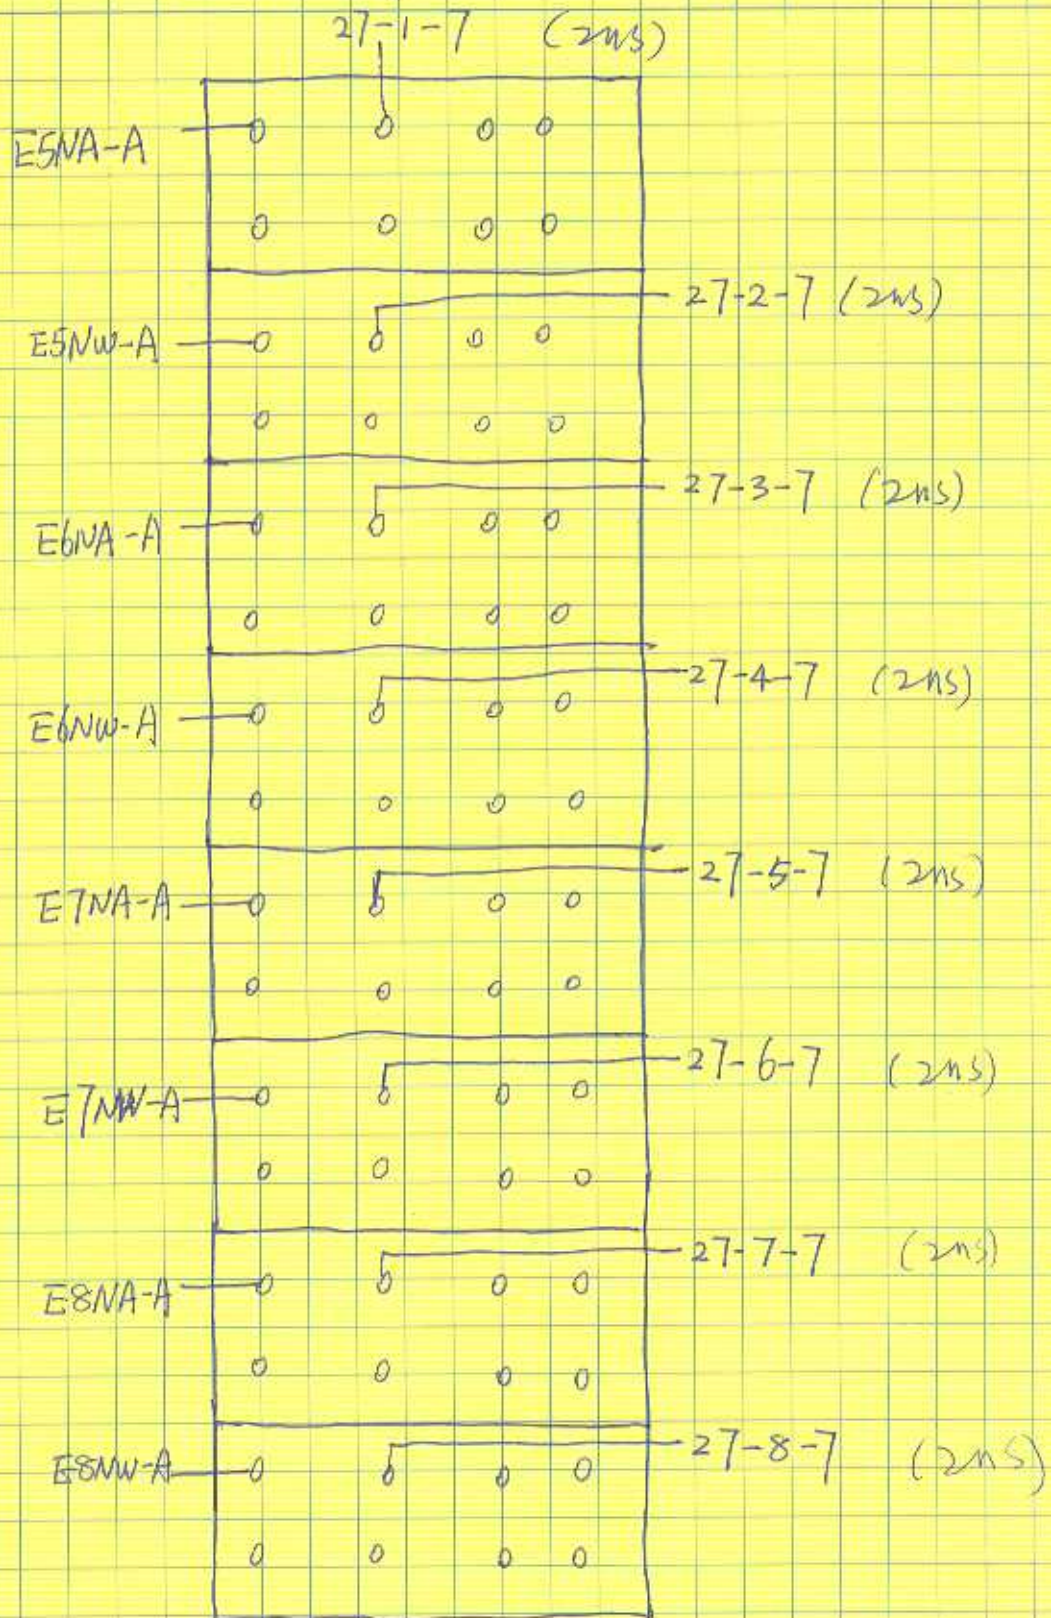 27-1-7 (2ns)
E5NA-A
27-2-7 (2ns)
E5NW-A
27-3-7 (2ns)
E6NA-A
27-4-7 (2ns)
E6NW-A
27-5-7 (2ns)
E7NA-A
27-6-7 (2ns)
E7NW-A
27-7-7 (2ns)
E8NA-A
27-8-7 (2ns)
E8NW-A